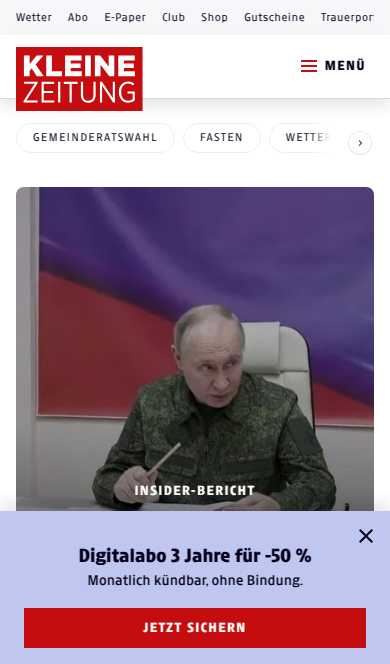 Wetter Abo E-Paper Club Shop Gutscheine Trauerpor
KLEINE
ZEITUNG
MENÜ
GEMEINDERATSWAHL FASTEN WETTER
INSIDER-BERICHT
Digitalabo 3 Jahre für -50 %
Monatlich kündbar, ohne Bindung.
JETZT SICHERN